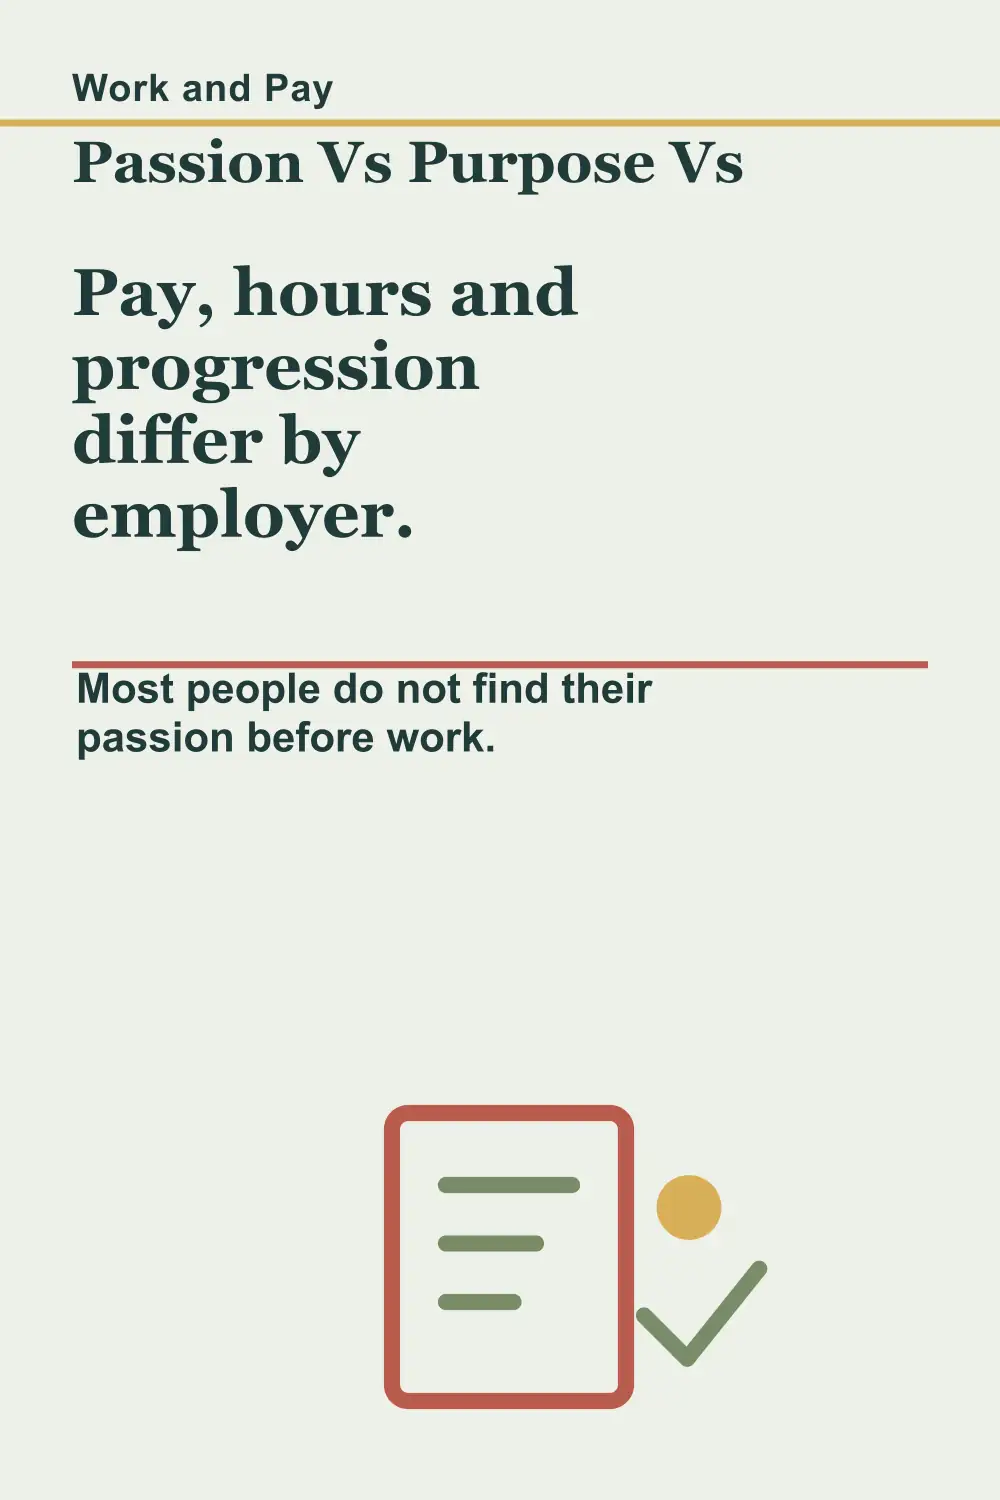 Work and Pay
Passion Vs Purpose Vs
Pay, hours and
progression
differ by
employer.
Most people do not find their
passion before work.